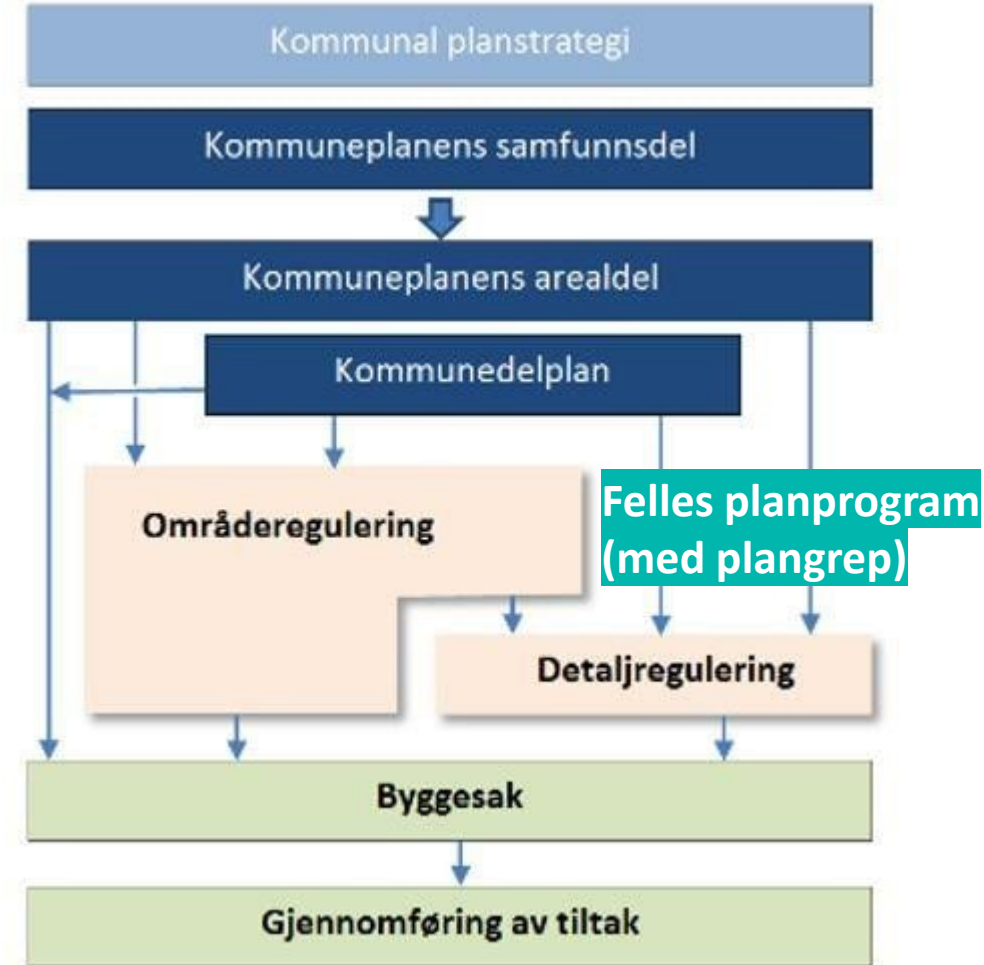 Kommunal planstrategi
Kommuneplanens samfunnsdel
Kommuneplanens arealdel
Kommunedelplan
Områderegulering
Felles planprogram
(med plangrep)
Detaljregulering
Byggesak
Gjennomføring av tiltak